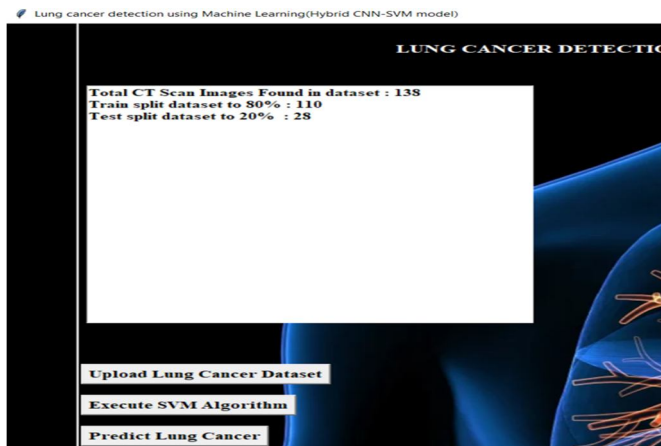 Lung cancer detection using Machine Learning(Hybrid CNN-SVM model)
LUNG CANCER
Total CT Scan Images Found in dataset : 138
Train split dataset to 80% : 110
Test split dataset to 20% : 28
Upload Lung Cancer Dataset
Execute SVM Algorithm
Predict Lung Cancer